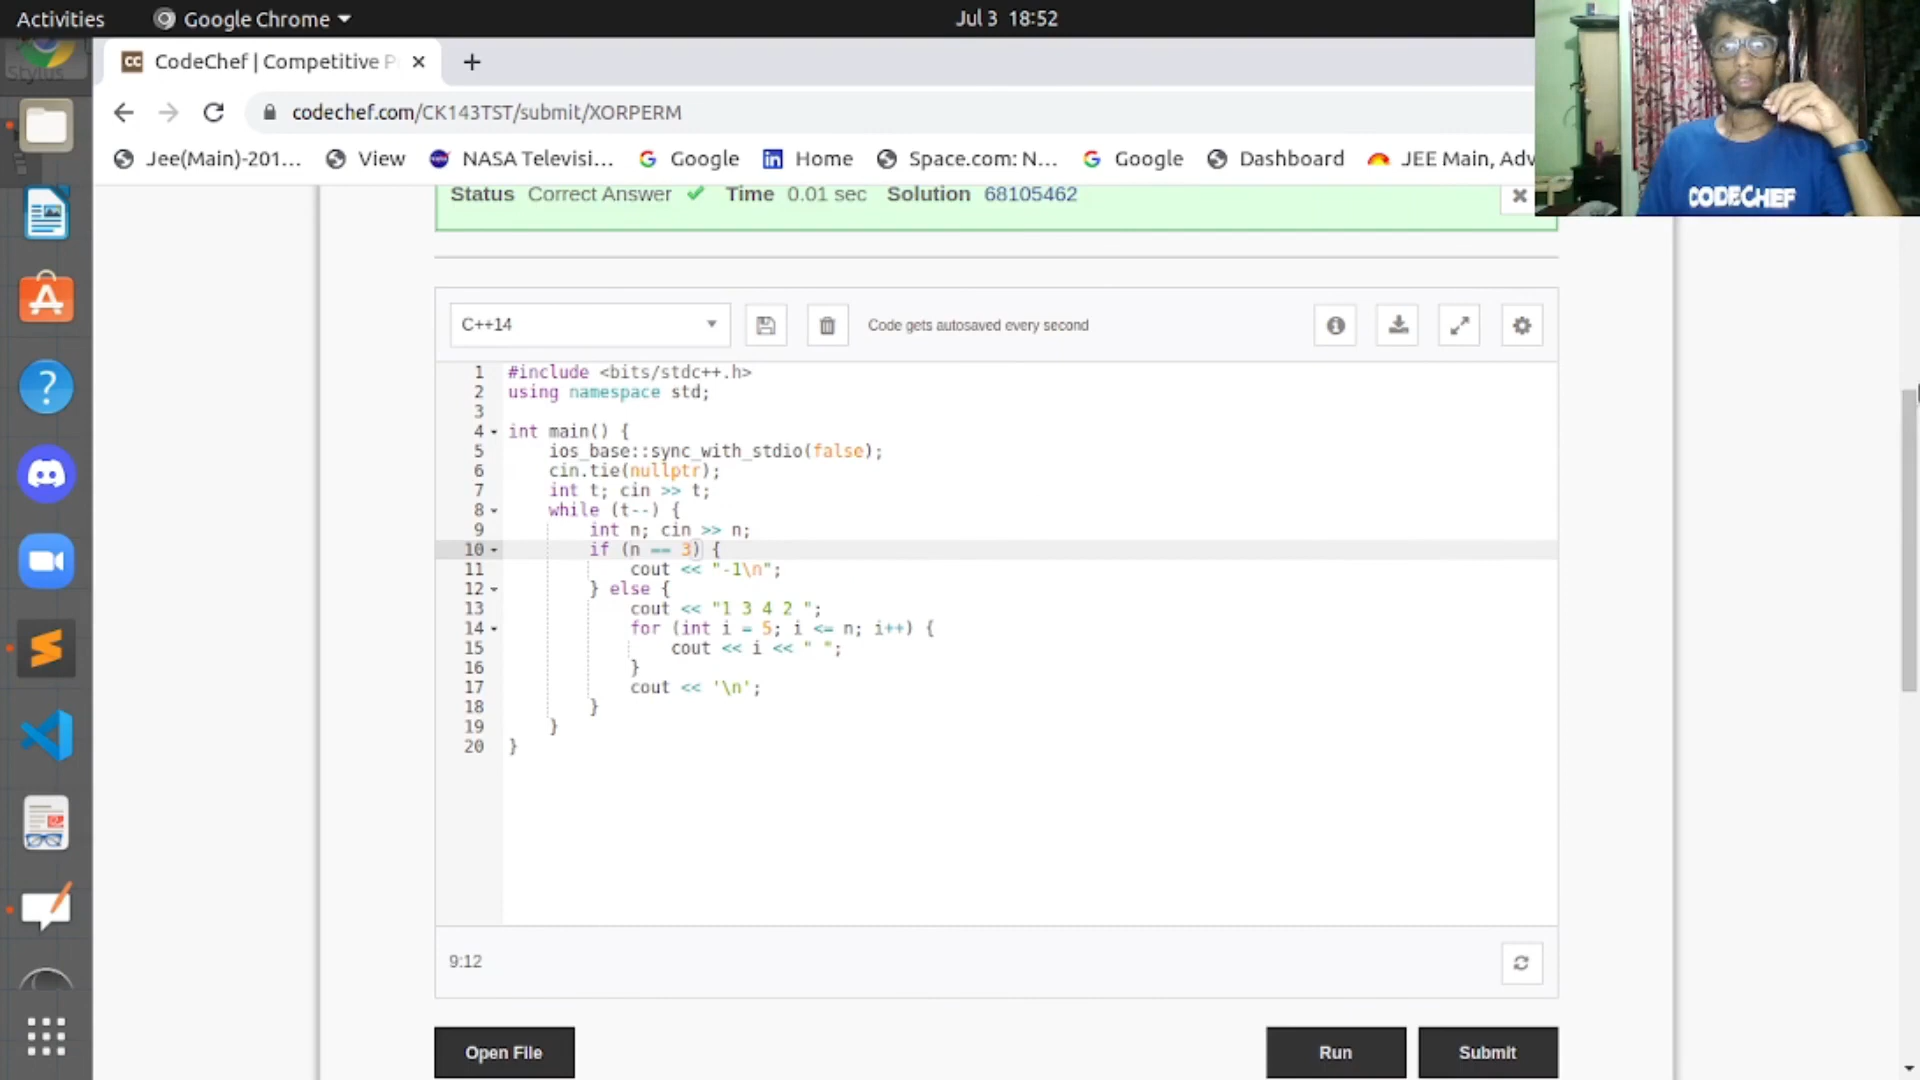 Activities
Google Chrome
Jul 3 18:52
Stylus
CC CodeChef | Competitive P
codechef.com/CK143TST/submit/XORPERM
Jee(Main)-201...
View
NASA Televisi...
Google
Home
Space.com: N...
Google
Dashboard
JEE Main, Adv
CODECHEF
Status Correct Answer Time 0.01 sec Solution 68105462
C++14
Code gets autosaved every second
1 #include <bits/stdc++.h>
2 using namespace std;
3
4 int main() {
5 ios_base::sync_with_stdio(false);
6 cin.tie(nullptr);
7 int t; cin >> t;
8 while (t--) {
9 int n; cin >> n;
10 if (n == 3) {
11 cout << "-1\n";
12 } else {
13 cout << "1 3 4 2 ";
14 for (int i = 5; i <= n; i++) {
15 cout << i << " ";
16 }
17 cout << '\n';
18 }
19 }
20 }
9:12
Open File
Run
Submit